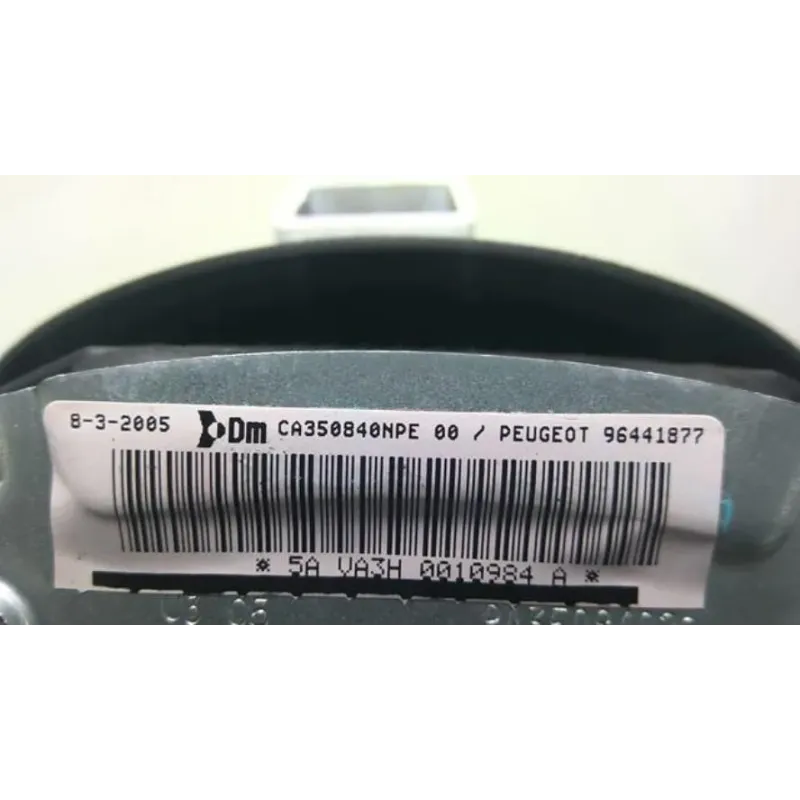 8-3-2005 Dm CA350840NPE 00 / PEUGEOT 96441877
* 5A VA3H 0010984 A *